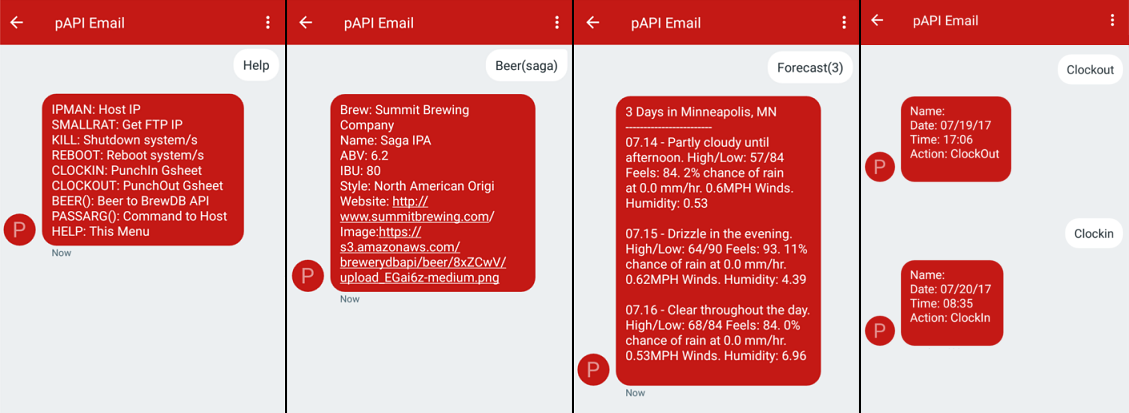 pAPI Email
Help
IPMAN: Host IP
SMALLRAT: Get FTP IP
KILL: Shutdown system/s
REBOOT: Reboot system/s
CLOCKIN: PunchIn Gsheet
CLOCKOUT: PunchOut Gsheet
BEER(): Beer to BrewDB API
PASSARG(): Command to Host
HELP: This Menu
P
Now
pAPI Email
Beer(saga)
Brew: Summit Brewing
Company
Name: Saga IPA
ABV: 6.2
IBU: 80
Style: North American Origi
Website: http://
www.summitbrewing.com/
Image:https://
s3.amazonaws.com/
brewerydbapi/beer/8xZCwV/
upload_EGai6z-medium.png
P
Now
pAPI Email
Forecast(3)
3 Days in Minneapolis, MN
------------------------
07.14 - Partly cloudy until
afternoon. High/Low: 57/84
Feels: 84. 2% chance of rain
at 0.0 mm/hr. 0.6MPH Winds.
Humidity: 0.53
07.15 - Drizzle in the evening.
High/Low: 64/90 Feels: 93. 11%
chance of rain at 0.0 mm/hr.
0.62MPH Winds. Humidity: 4.39
07.16 - Clear throughout the day.
High/Low: 68/84 Feels: 84. 0%
chance of rain at 0.0 mm/hr.
0.53MPH Winds. Humidity: 6.96
P
Now
pAPI Email
Clockout
Name:
Date: 07/19/17
Time: 17:06
Action: ClockOut
P
Clockin
Name:
Date: 07/20/17
Time: 08:35
Action: ClockIn
P